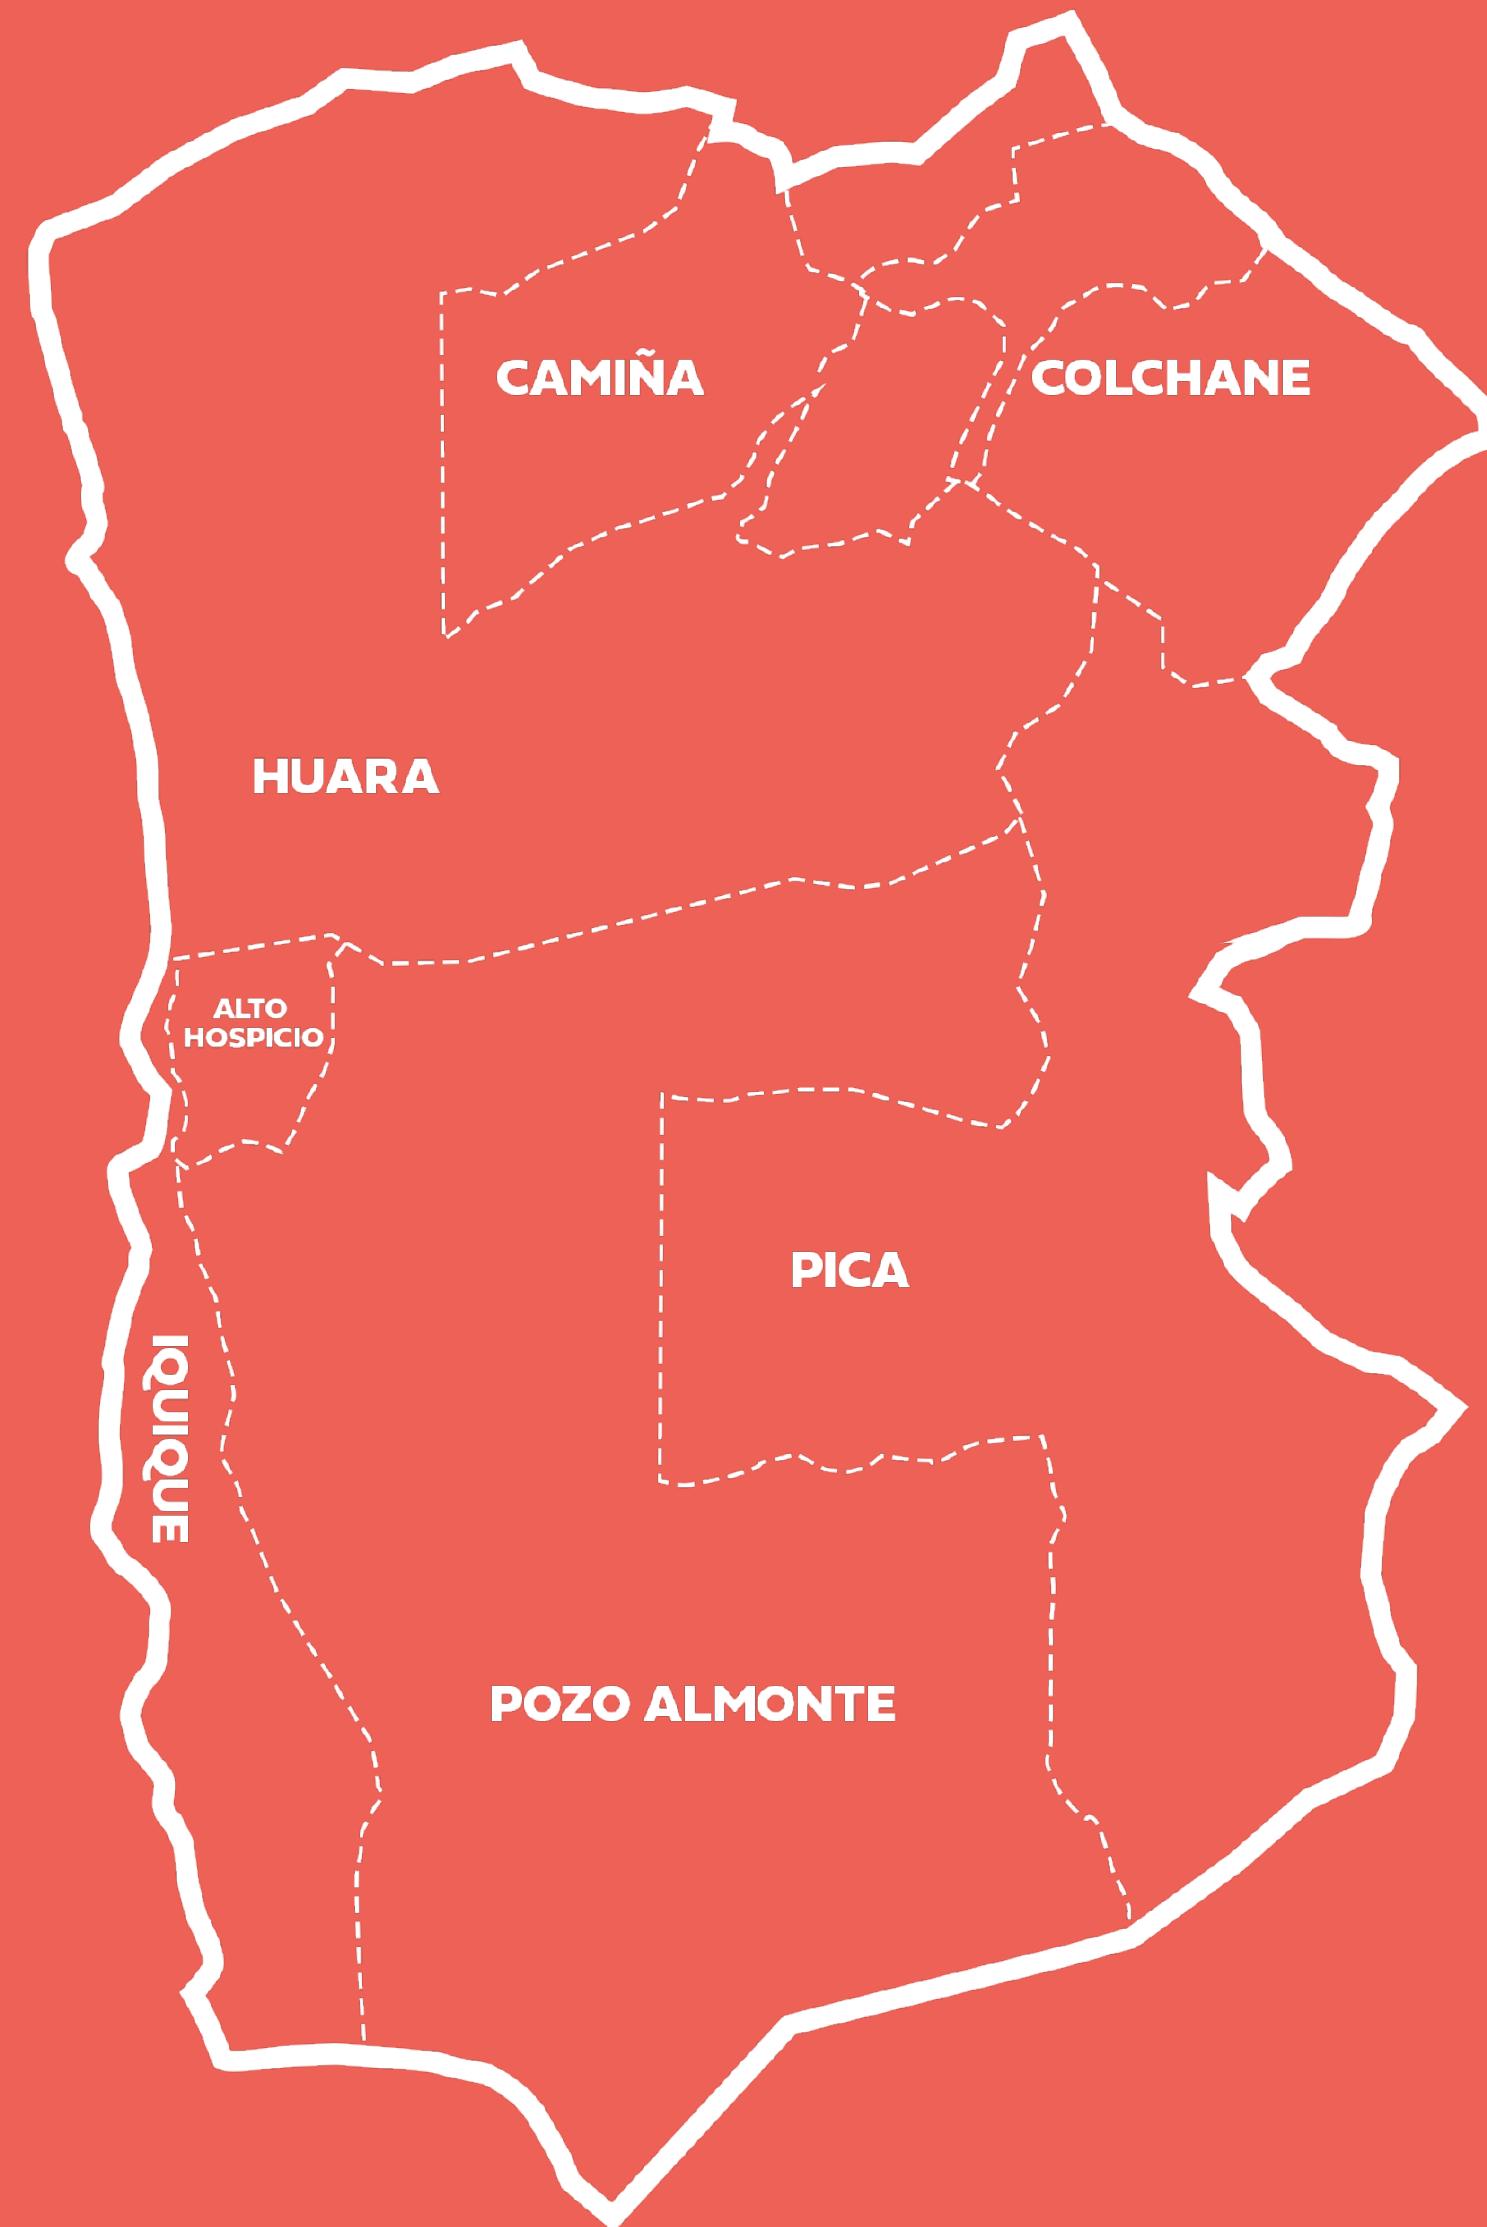 CAMIÑA
COLCHANE
HUARA
ALTO
HOSPICIO
PICA
IQUIQUE
POZO ALMONTE